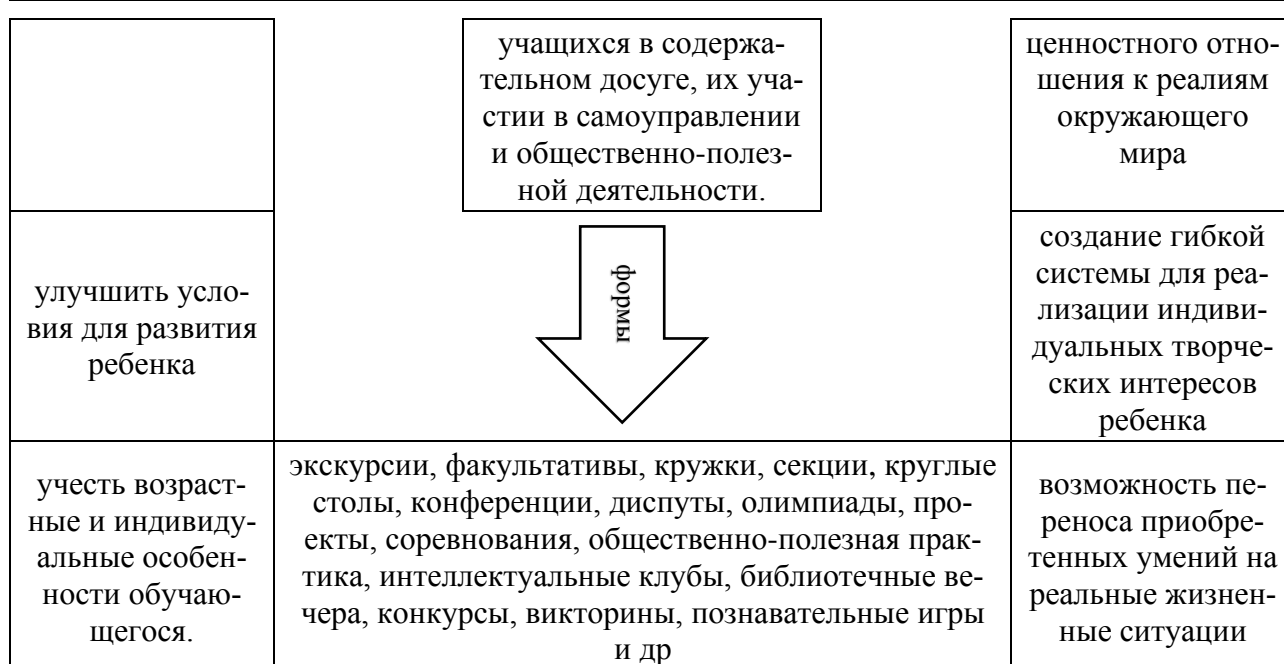 учащихся в содержа-
тельном досуге, их уча-
стии в самоуправлении
и общественно-полез-
ной деятельности.
ценностного отно-
шения к реалиям
окружающего
мира
улучшить усло-
вия для развития
ребенка
формы
создание гибкой
системы для реа-
лизации индиви-
дуальных творче-
ских интересов
ребенка
учесть возраст-
ные и индивиду-
альные особен-
ности обучаю-
щегося.
экскурсии, факультативы, кружки, секции, круглые
столы, конференции, диспуты, олимпиады, про-
екты, соревнования, общественно-полезная прак-
тика, интеллектуальные клубы, библиотечные ве-
чера, конкурсы, викторины, познавательные игры
и др
возможность пе-
реноса приобре-
тенных умений на
реальные жизнен-
ные ситуации